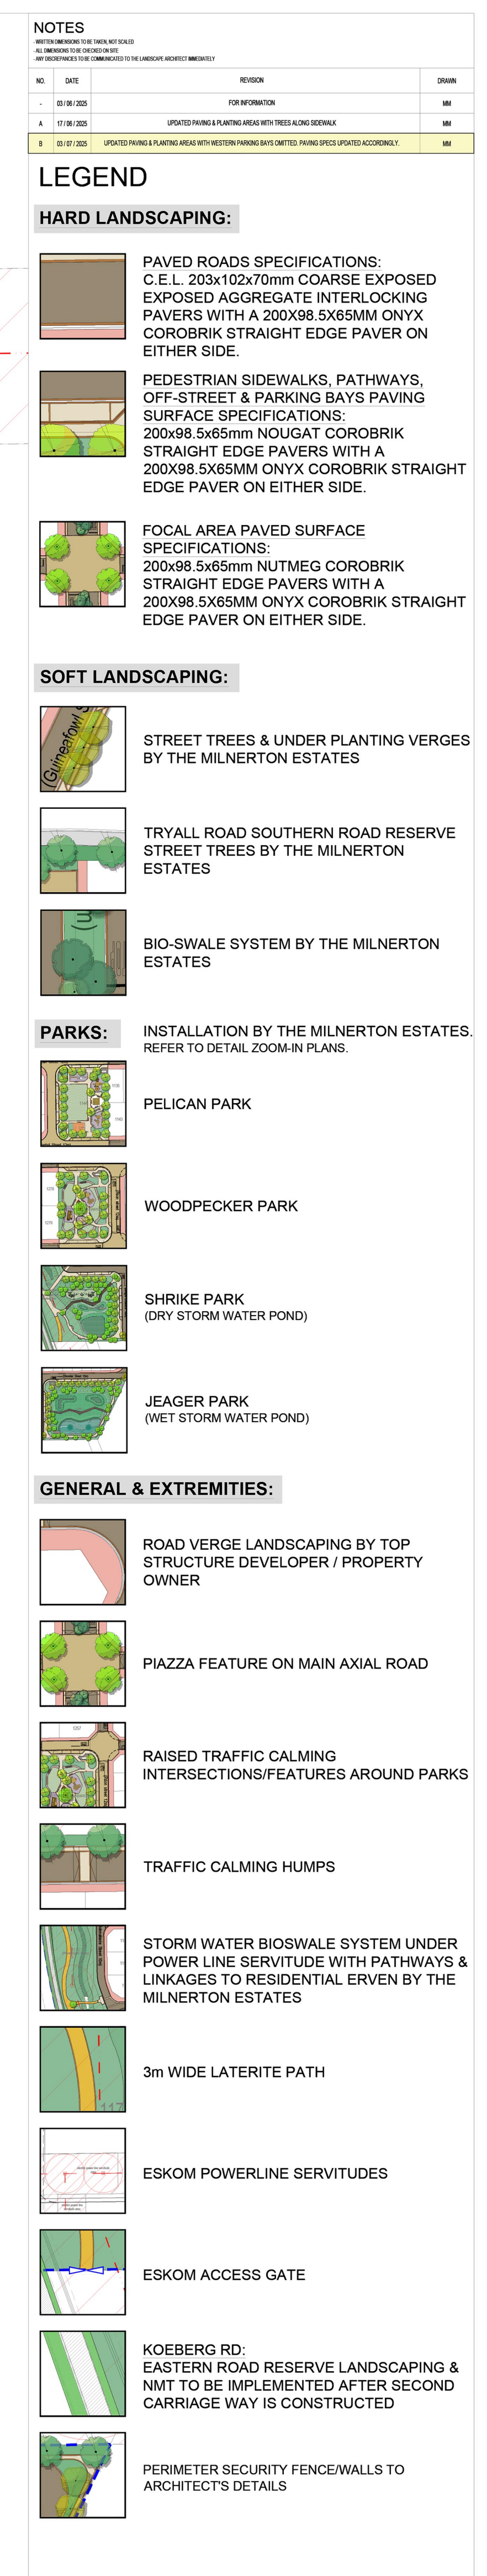 NOTES
- WRITTEN DIMENSIONS TO BE TAKEN, NOT SCALED
- ALL DIMENSIONS TO BE CHECKED ON SITE
- ANY DISCREPANCIES TO BE COMMUNICATED TO THE LANDSCAPE ARCHITECT IMMEDIATELY
NO. DATE REVISION DRAWN
- 03 / 06 / 2025 FOR INFORMATION MM
A 17 / 06 / 2025 UPDATED PAVING & PLANTING AREAS WITH TREES ALONG SIDEWALK MM
B 03 / 07 / 2025 UPDATED PAVING & PLANTING AREAS WITH WESTERN PARKING BAYS OMITTED. PAVING SPECS UPDATED ACCORDINGLY. MM
LEGEND
HARD LANDSCAPING:
PAVED ROADS SPECIFICATIONS:
C.E.L. 203x102x70mm COARSE EXPOSED
EXPOSED AGGREGATE INTERLOCKING
PAVERS WITH A 200X98.5X65MM ONYX
COROBRIK STRAIGHT EDGE PAVER ON
EITHER SIDE.
PEDESTRIAN SIDEWALKS, PATHWAYS,
OFF-STREET & PARKING BAYS PAVING
SURFACE SPECIFICATIONS:
200x98.5x65mm NOUGAT COROBRIK
STRAIGHT EDGE PAVERS WITH A
200X98.5X65MM ONYX COROBRIK STRAIGHT
EDGE PAVER ON EITHER SIDE.
FOCAL AREA PAVED SURFACE
SPECIFICATIONS:
200x98.5x65mm NUTMEG COROBRIK
STRAIGHT EDGE PAVERS WITH A
200X98.5X65MM ONYX COROBRIK STRAIGHT
EDGE PAVER ON EITHER SIDE.
SOFT LANDSCAPING:
(Guineafowl S
STREET TREES & UNDER PLANTING VERGES
BY THE MILNERTON ESTATES
TRYALL ROAD SOUTHERN ROAD RESERVE
STREET TREES BY THE MILNERTON
ESTATES
BIO-SWALE SYSTEM BY THE MILNERTON
ESTATES
PARKS:
INSTALLATION BY THE MILNERTON ESTATES.
REFER TO DETAIL ZOOM-IN PLANS.
PELICAN PARK
WOODPECKER PARK
SHRIKE PARK
(DRY STORM WATER POND)
JEAGER PARK
(WET STORM WATER POND)
GENERAL & EXTREMITIES:
ROAD VERGE LANDSCAPING BY TOP
STRUCTURE DEVELOPER / PROPERTY
OWNER
PIAZZA FEATURE ON MAIN AXIAL ROAD
1257
RAISED TRAFFIC CALMING
INTERSECTIONS/FEATURES AROUND PARKS
TRAFFIC CALMING HUMPS
STORM WATER BIOSWALE SYSTEM UNDER
POWER LINE SERVITUDE WITH PATHWAYS &
LINKAGES TO RESIDENTIAL ERVEN BY THE
MILNERTON ESTATES
117
3m WIDE LATERITE PATH
ESKOM POWERLINE SERVITUDES
ESKOM ACCESS GATE
KOEBERG RD:
EASTERN ROAD RESERVE LANDSCAPING &
NMT TO BE IMPLEMENTED AFTER SECOND
CARRIAGE WAY IS CONSTRUCTED
PERIMETER SECURITY FENCE/WALLS TO
ARCHITECT'S DETAILS